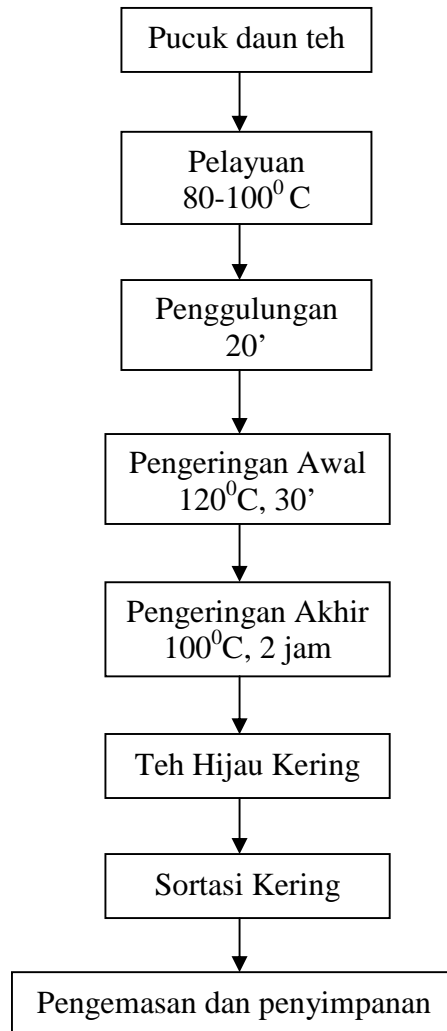 Pucuk daun teh
Pelayuan
80-100⁰ C
Penggulungan
20’
Pengeringan Awal
120⁰C, 30’
Pengeringan Akhir
100⁰C, 2 jam
Teh Hijau Kering
Sortasi Kering
Pengemasan dan penyimpanan